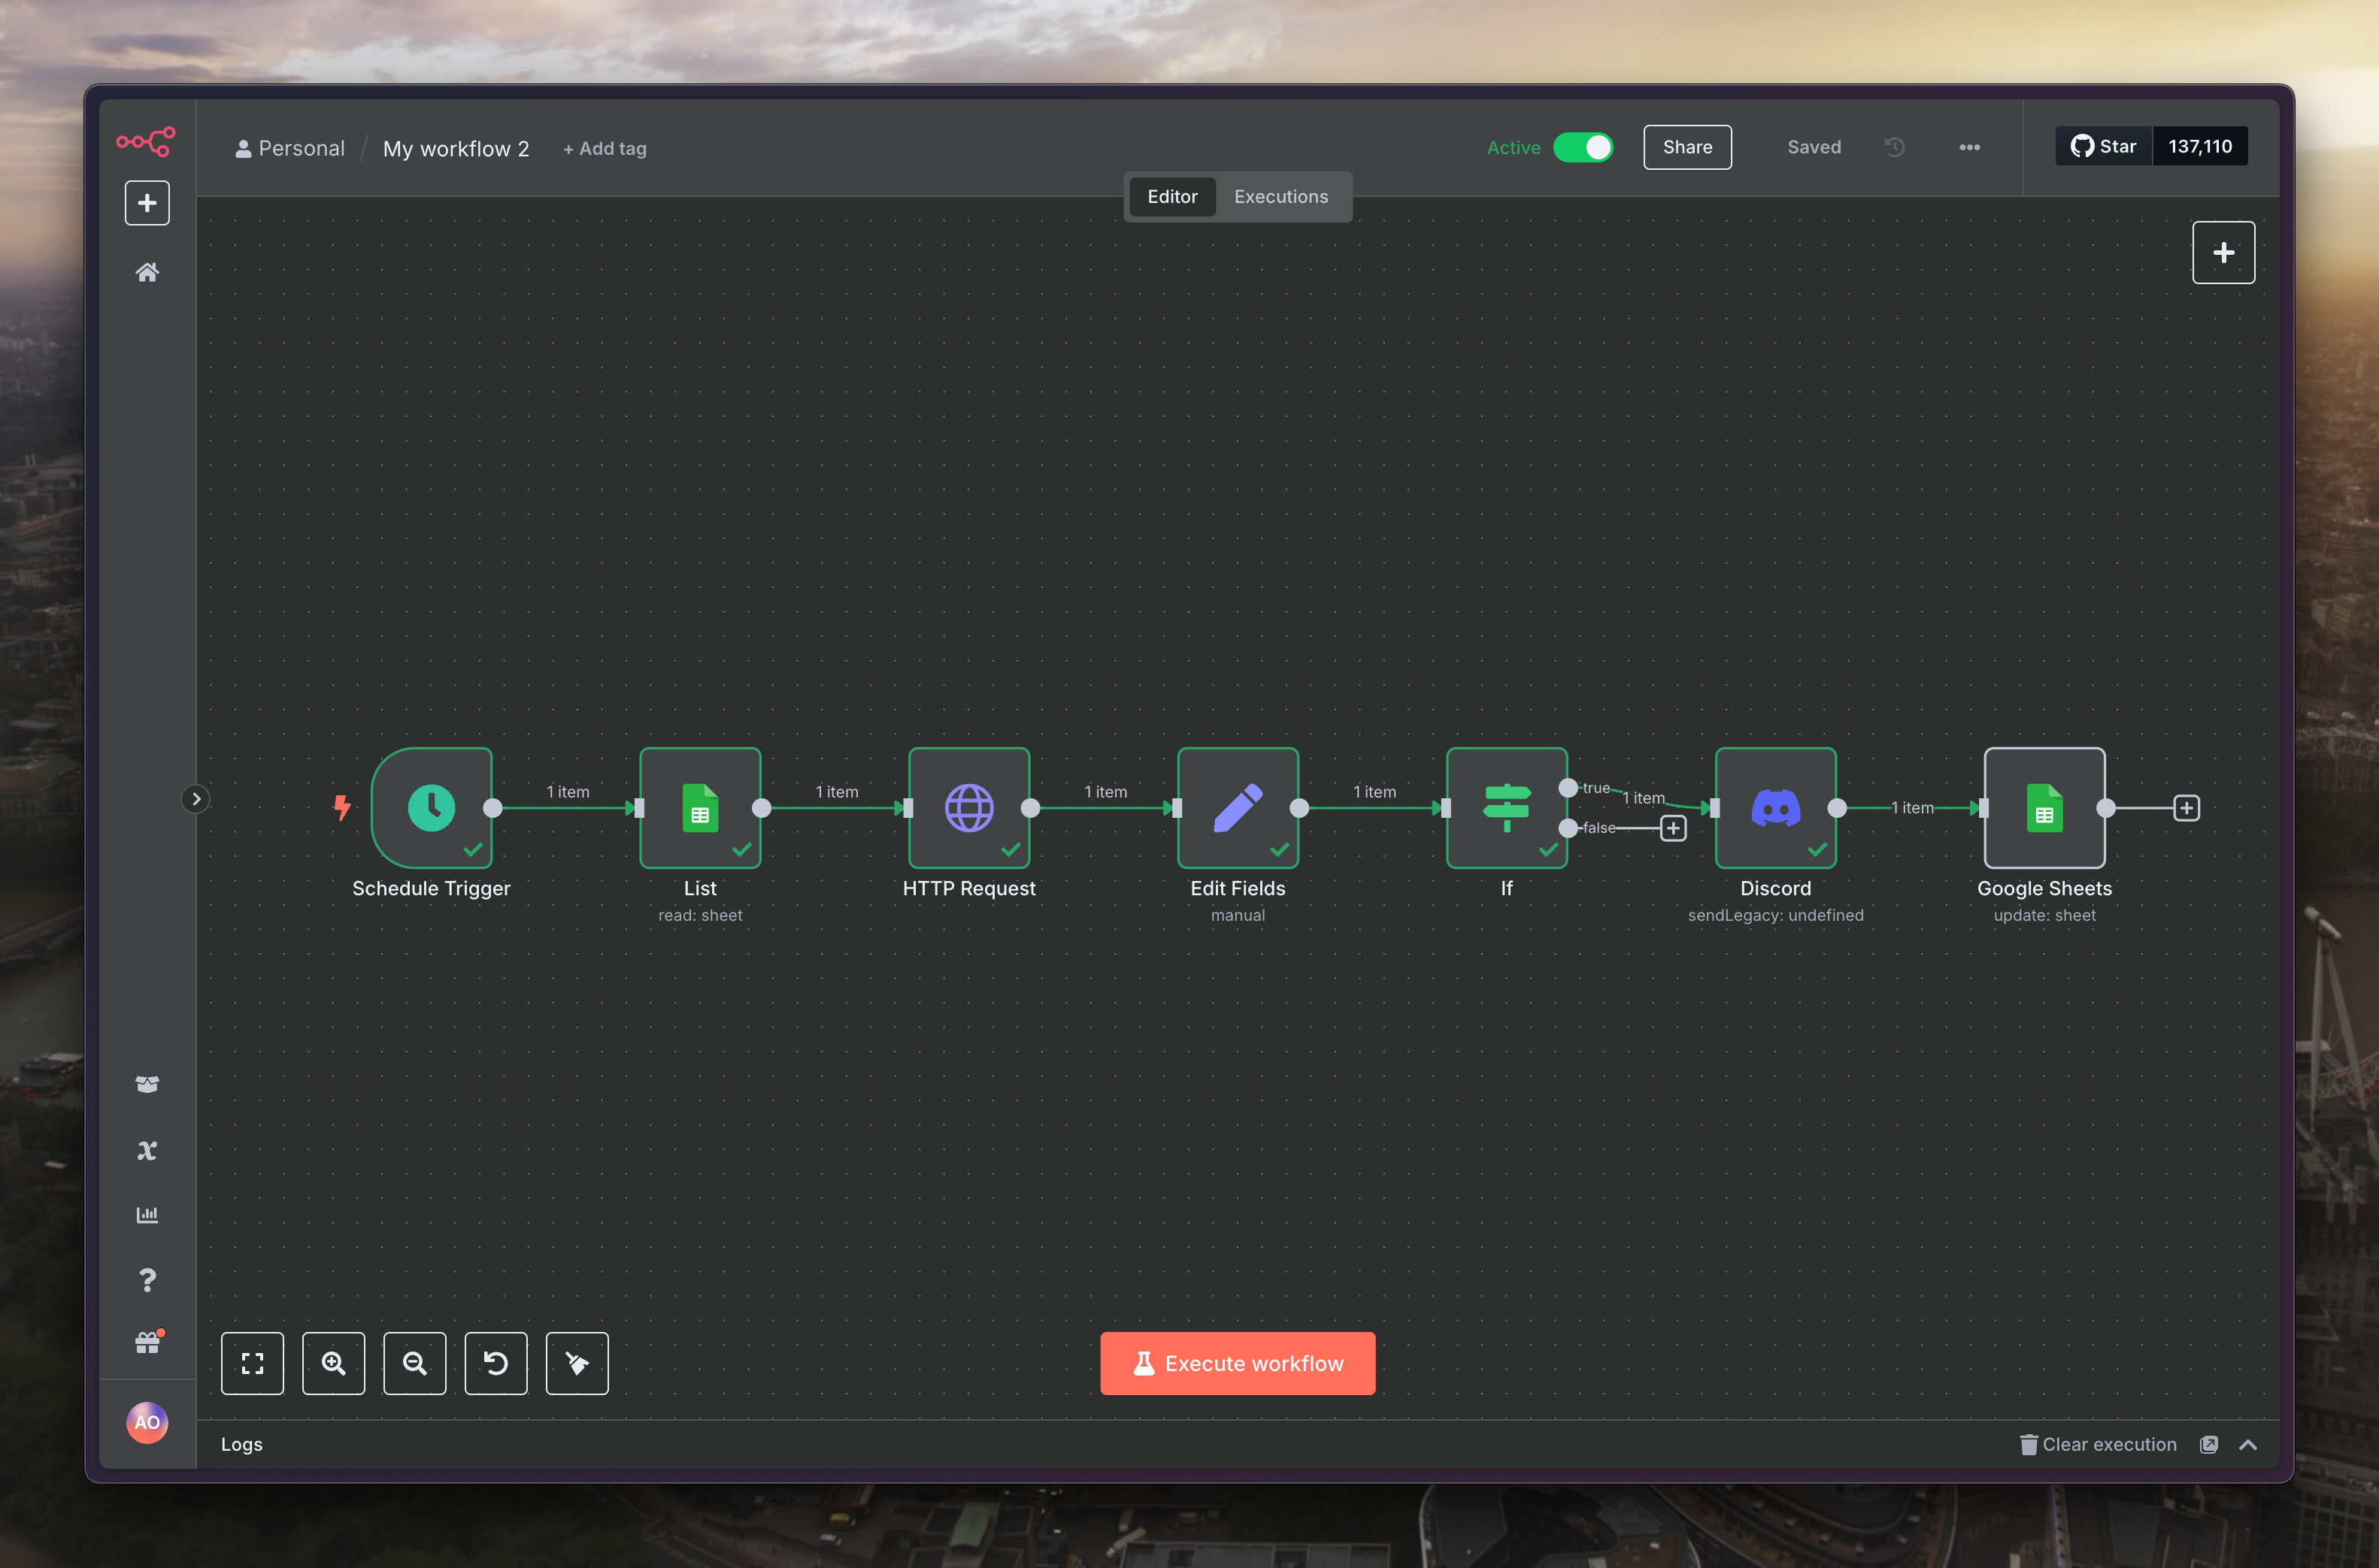 Personal / My workflow 2 + Add tag
Active Share Saved Star 137,110
Editor Executions
1 item 1 item 1 item 1 item true 1 item 1 item
false
Schedule Trigger List HTTP Request Edit Fields If Discord Google Sheets
read: sheet manual sendLegacy: undefined update: sheet
Execute workflow
AO
Logs Clear execution